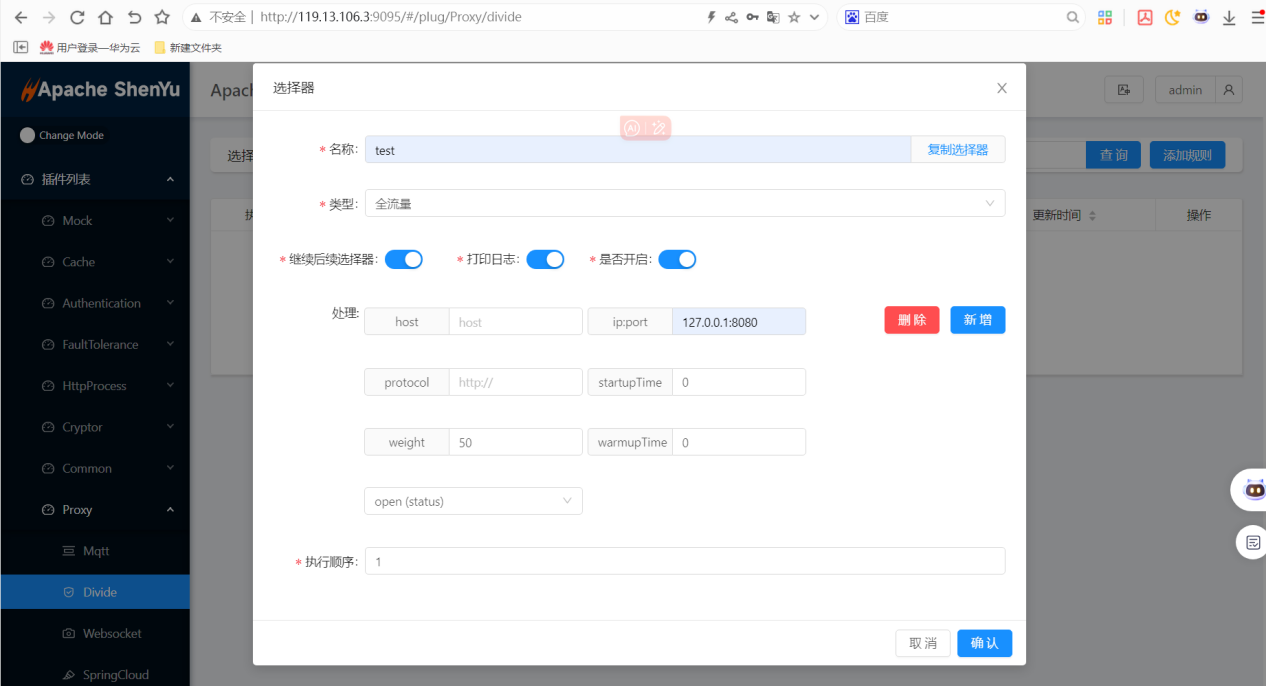 不安全 http://119.13.106.3:9095/#/plug/Proxy/divide 百度
用户登录—华为云 新建文件夹
Apache ShenYu
Apac
admin
选择器
Change Mode
AI
* 名称: test 复制选择器
选择
查 询 添加规则
插件列表
* 类型: 全流量
更新时间 操作
Mock
* 继续后续选择器: * 打印日志: * 是否开启:
Cache
Authentication
处理: host host ip:port 127.0.0.1:8080 删 除 新 增
FaultTolerance
HttpProcess
protocol http:// startupTime 0
Cryptor
weight 50 warmupTime 0
Common
Proxy
open (status)
Mqtt
* 执行顺序: 1
Divide
Websocket
取 消 确 认
SpringCloud